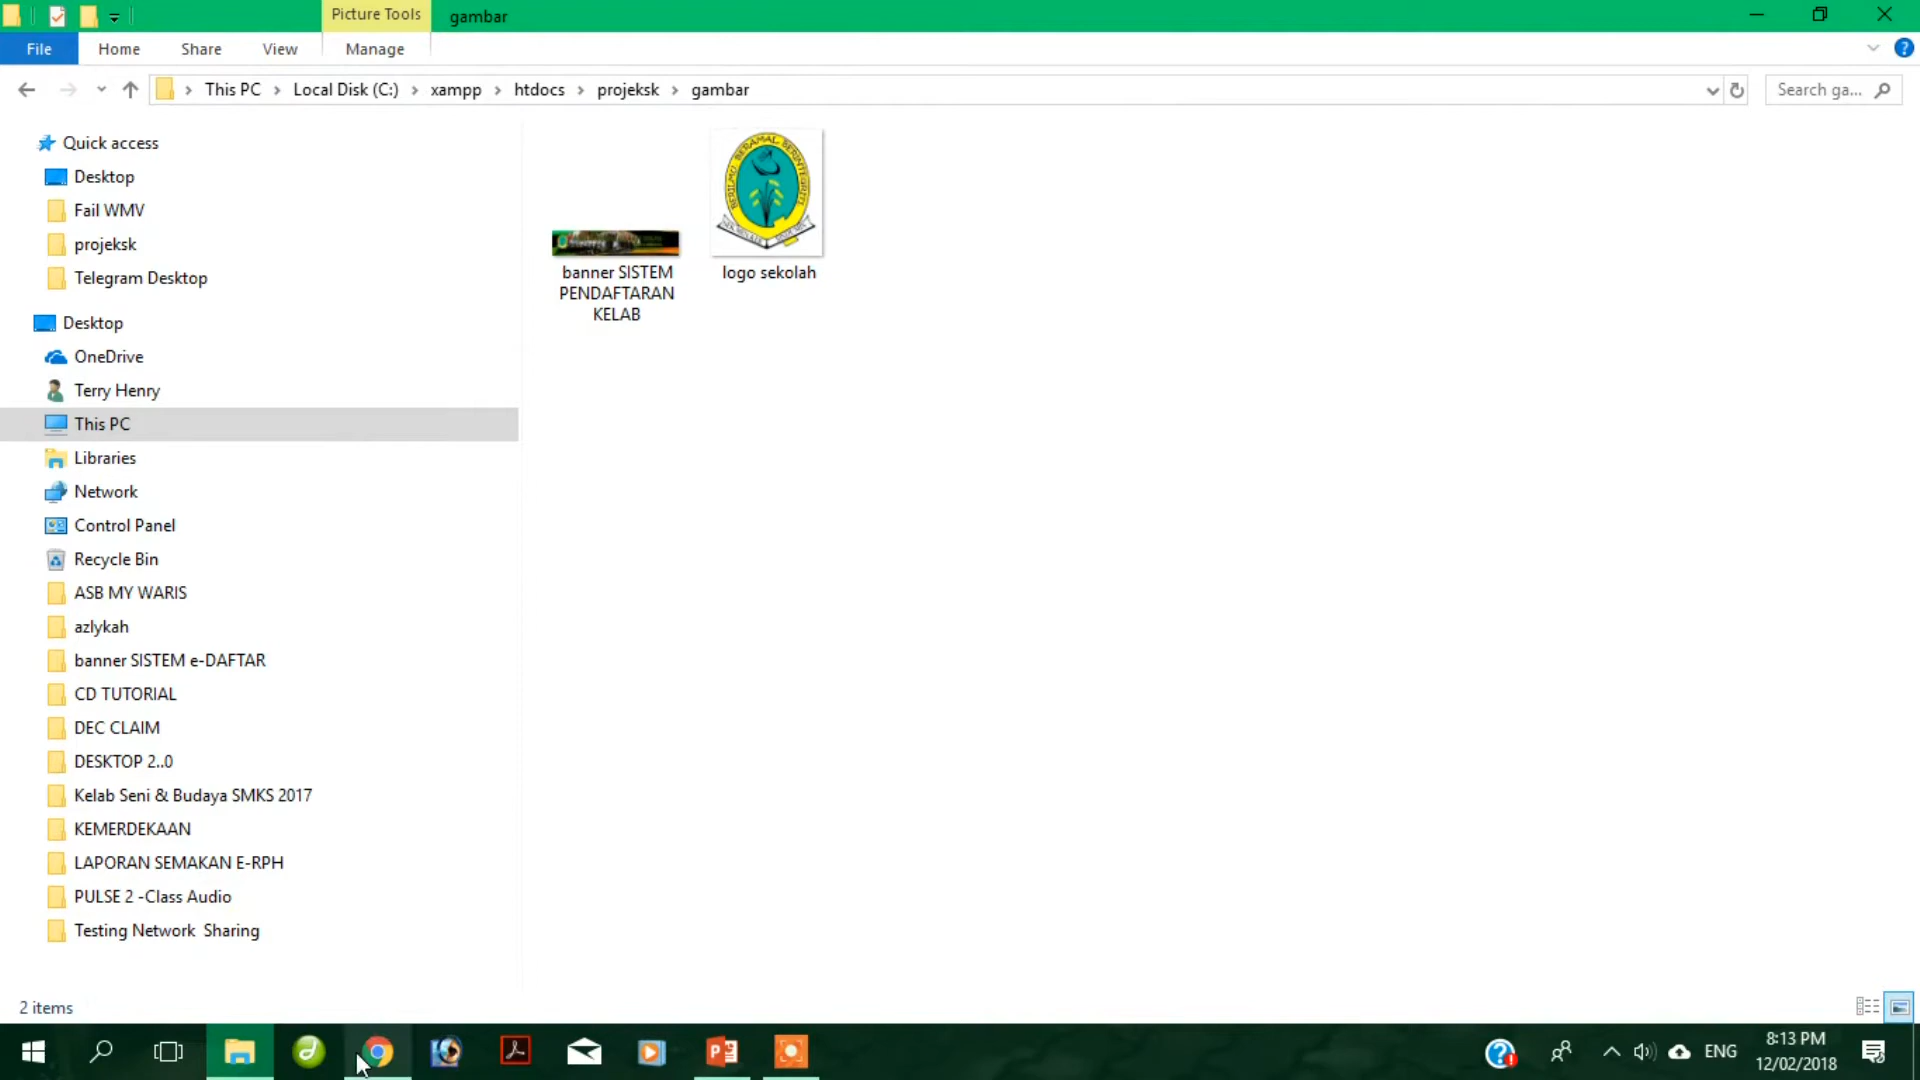 Picture Tools
gambar
File
Home
Share
View
Manage
This PC
Local Disk (C:)
xampp
htdocs
projeksk
gambar
Search ga...
Quick access
Desktop
Fail WMV
projeksk
Telegram Desktop
Desktop
OneDrive
Terry Henry
This PC
Libraries
Network
Control Panel
Recycle Bin
ASB MY WARIS
azlykah
banner SISTEM e-DAFTAR
CD TUTORIAL
DEC CLAIM
DESKTOP 2..0
Kelab Seni & Budaya SMKS 2017
KEMERDEKAAN
LAPORAN SEMAKAN E-RPH
PULSE 2 -Class Audio
Testing Network  Sharing
banner SISTEM
PENDAFTARAN
KELAB
BERILMU BERAMAL BERINTEGRITI
logo sekolah
2 items
ENG
8:13 PM
12/02/2018